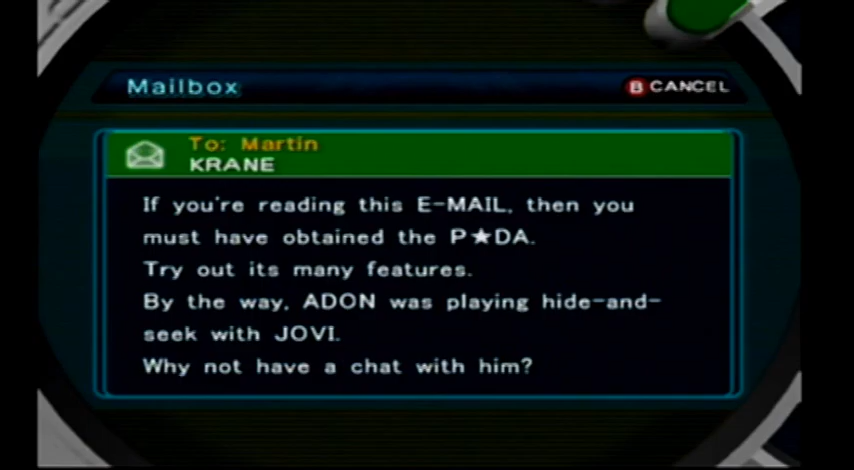 Mailbox
B CANCEL
To: Martin
KRANE
If you're reading this E-MAIL, then you
must have obtained the P★DA.
Try out its many features.
By the way, ADON was playing hide-and-
seek with JOVI.
Why not have a chat with him?